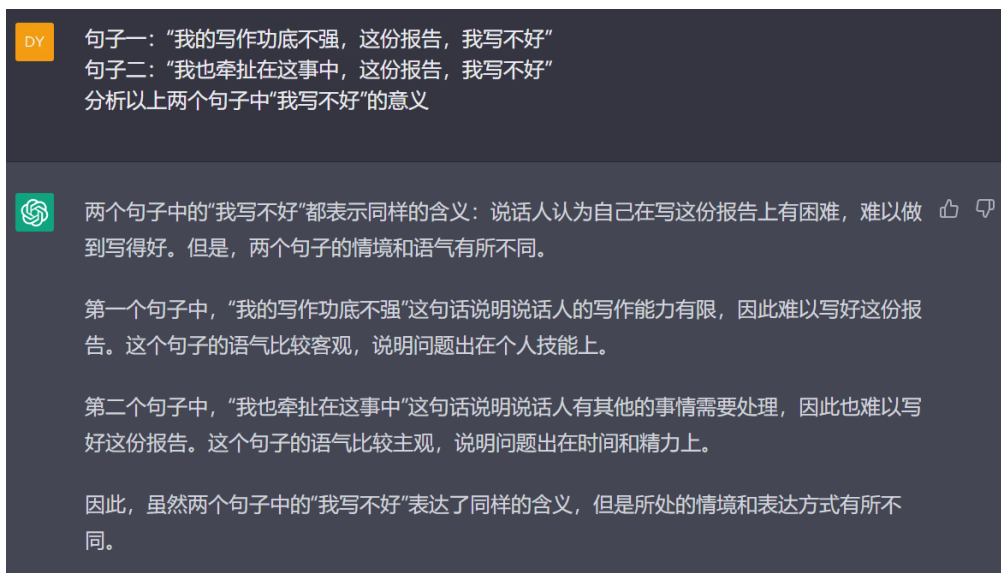 DY
句子一：“我的写作功底不强，这份报告，我写不好”
句子二：“我也牵扯在这事中，这份报告，我写不好”
分析以上两个句子中“我写不好”的意义
两个句子中的“我写不好”都表示同样的含义：说话人认为自己在写这份报告上有困难，难以做
到写得好。但是，两个句子的情境和语气有所不同。
第一个句子中，“我的写作功底不强”这句话说明说话人的写作能力有限，因此难以写好这份报
告。这个句子的语气比较客观，说明问题出在个人技能上。
第二个句子中，“我也牵扯在这事中”这句话说明说话人有其他的事情需要处理，因此也难以写
好这份报告。这个句子的语气比较主观，说明问题出在时间和精力上。
因此，虽然两个句子中的“我写不好”表达了同样的含义，但是所处的情境和表达方式有所不
同。